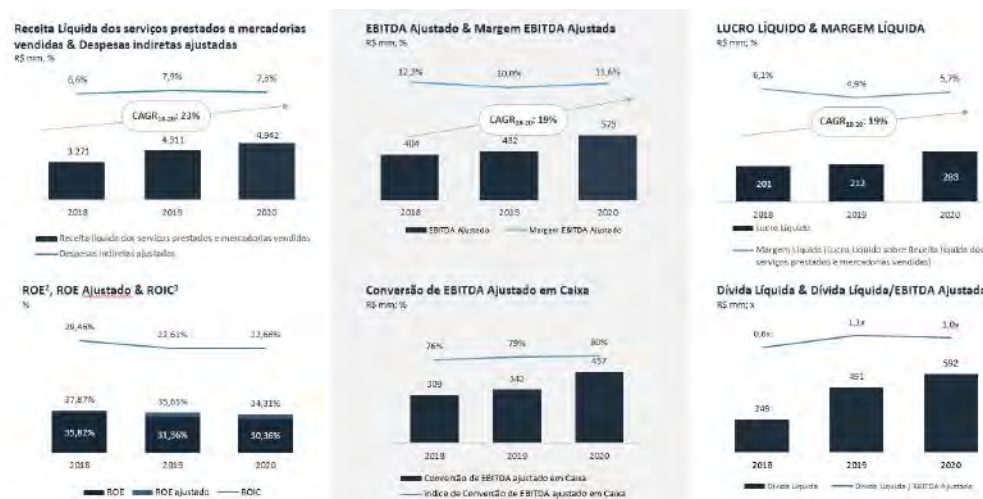 Receita Líquida dos serviços prestados e mercadorias
vendidas & Despesas indiretas ajustadas
R$ mm; %
6,6%
7,9%
7,3%
CAGR18-20: 23%
3.271
4.311
4.942
2018
2019
2020
Receita líquida dos serviços prestados e mercadorias vendidas
Despesas indiretas ajustadas
EBITDA Ajustado & Margem EBITDA Ajustada
R$ mm; %
12,3%
10,0%
11,6%
CAGR18-20: 19%
404
432
573
2018
2019
2020
EBITDA Ajustado
Margem EBITDA Ajustado
LUCRO LÍQUIDO & MARGEM LÍQUIDA
R$ mm; %
6,1%
4,9%
5,7%
CAGR18-20: 19%
201
212
283
2018
2019
2020
Lucro Líquido
Margem Líquida (Lucro Líquido sobre Receita líquida dos
serviços prestados e mercadorias vendidas)
ROE², ROE Ajustado & ROIC³
%
29,46%
22,61%
22,66%
37,87%
35,65%
34,31%
35,82%
31,36%
30,36%
2018
2019
2020
ROE
ROE ajustado
ROIC
Conversão de EBITDA Ajustado em Caixa
R$ mm; %
76%
79%
80%
309
342
457
2018
2019
2020
Conversão de EBITDA ajustado em Caixa
Índice de Conversão de EBITDA ajustado em Caixa
Dívida Líquida & Dívida Líquida/EBITDA Ajustado
R$ mm; x
0,6x
1,1x
1,0x
249
491
592
2018
2019
2020
Dívida Líquida
Dívida Líquida / EBITDA Ajustado